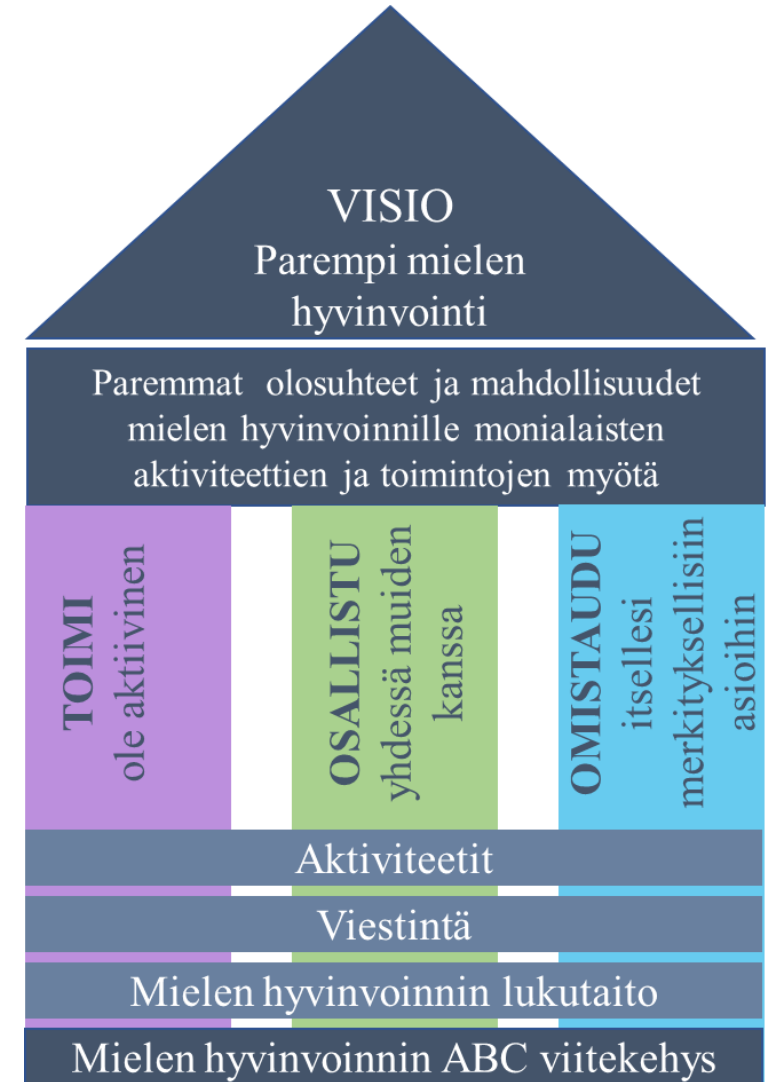 VISIO
Parempi mielen
hyvinvointi
Paremmat olosuhteet ja mahdollisuudet
mielen hyvinvoinnille monialaisten
aktiviteettien ja toimintojen myötä
TOIMI
ole aktiivinen
OSALLISTU
yhdessä muiden
kanssa
OMISTAUDU
itsellesi
merkityksellisiin
asioihin
Aktiviteetit
Viestintä
Mielen hyvinvoinnin lukutaito
Mielen hyvinvoinnin ABC viitekehys